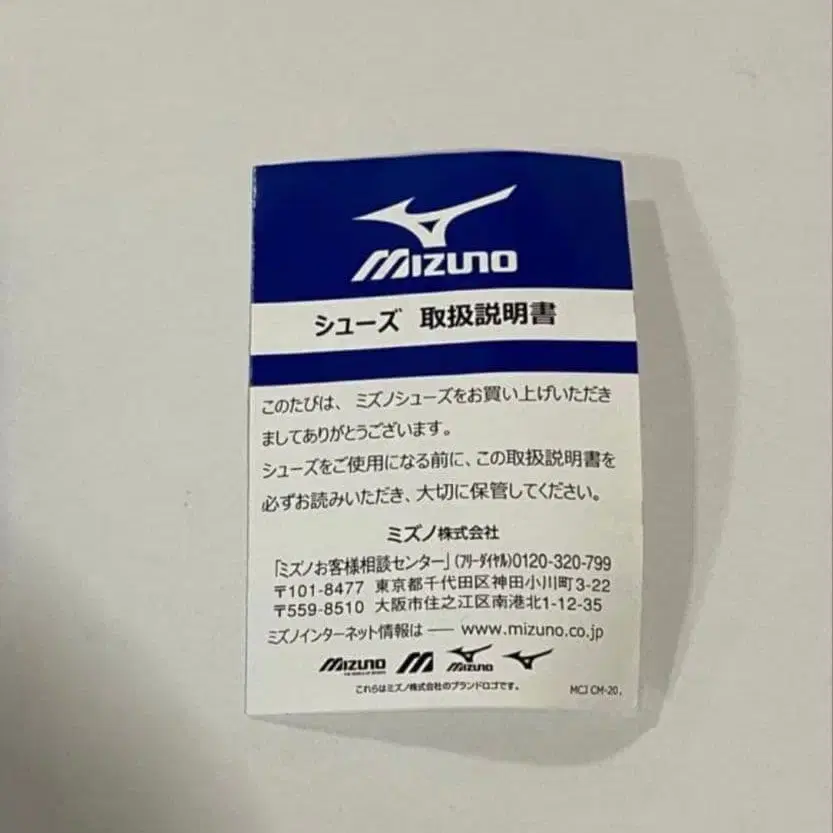 MIZUNO
シューズ 取扱説明書
このたびは、ミズノシューズをお買い上げいただき
ましてありがとうございます。
シューズをご使用になる前に、この取扱説明書を
必ずお読みいただき、大切に保管してください。
ミズノ株式会社
「ミズノお客様相談センター」(フリーダイヤル)0120-320-799
〒101-8477 東京都千代田区神田小川町3-22
〒559-8510 大阪市住之江区南港北1-12-35
ミズノインターネット情報は — www.mizuno.co.jp
MIZUNO MIZUNO
THE WORLD OF SPORTS
これらはミズノ株式会社のブランドロゴです。 MCJ CM-20.